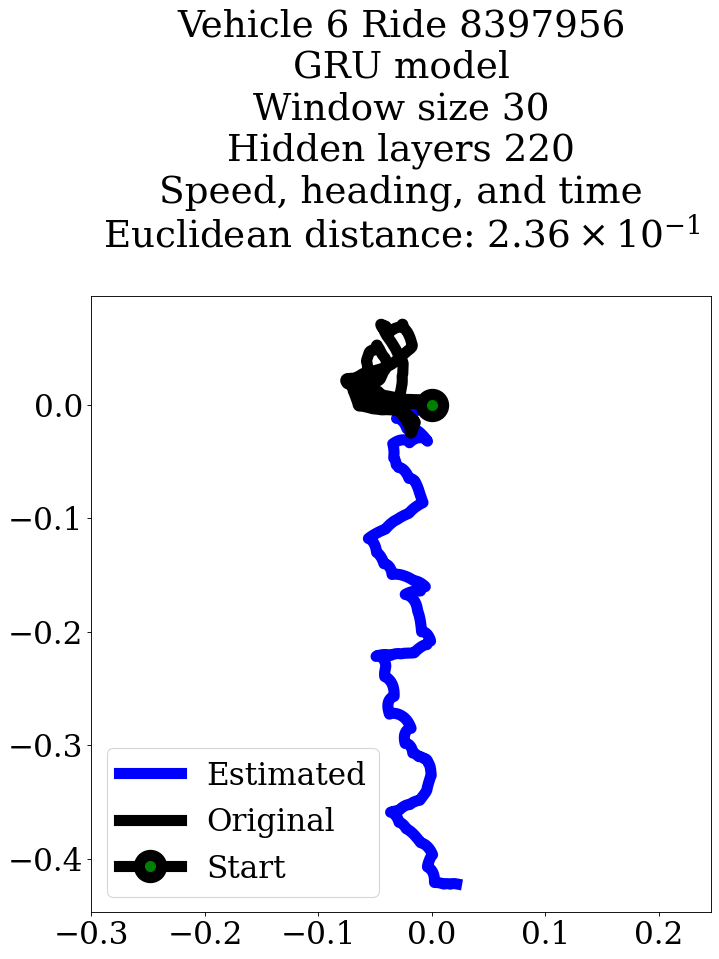 Vehicle 6 Ride 8397956
GRU model
Window size 30
Hidden layers 220
Speed, heading, and time
Euclidean distance: 2.36 × 10⁻¹
0.0
−0.1
−0.2
−0.3
−0.4
Estimated
Original
Start
−0.3 −0.2 −0.1 0.0 0.1 0.2